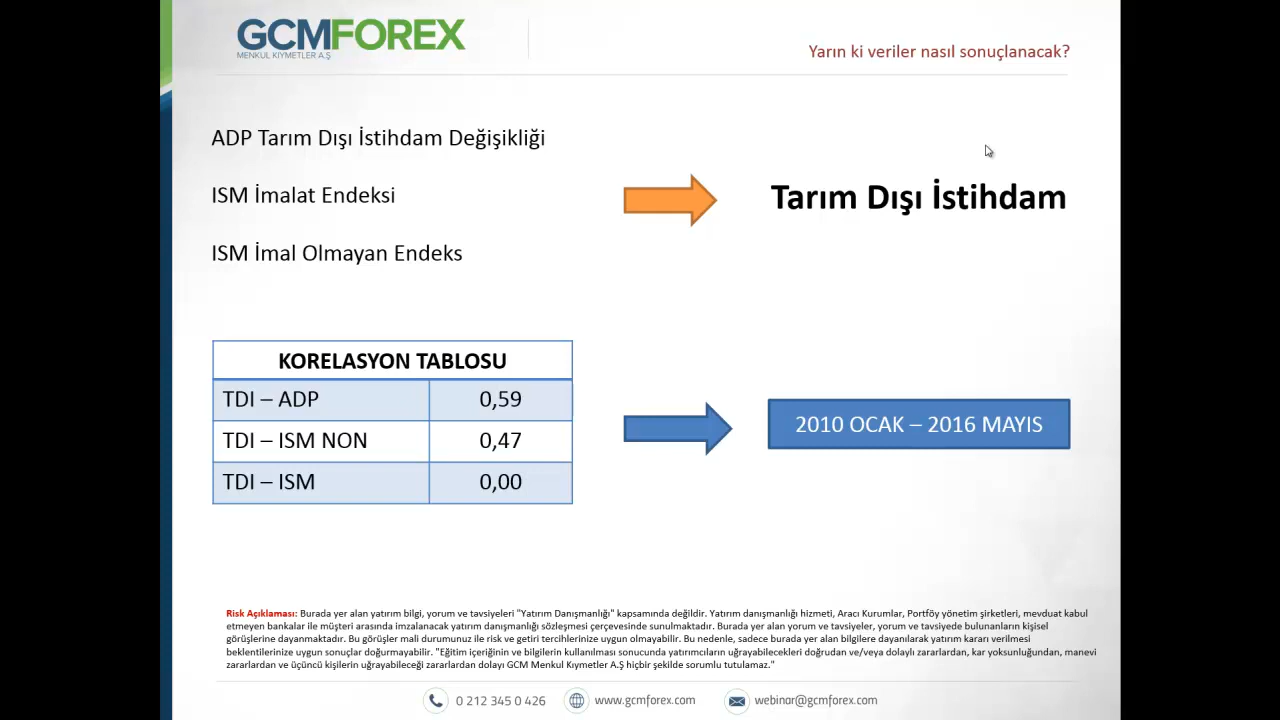 GCMFOREX
MENKUL KIYMETLER A.Ş
Yarın ki veriler nasıl sonuçlanacak?
ADP Tarım Dışı İstihdam Değişikliği
ISM İmalat Endeksi
Tarım Dışı İstihdam
ISM İmal Olmayan Endeks
KORELASYON TABLOSU
TDI – ADP 0,59
TDI – ISM NON 0,47
TDI – ISM 0,00
2010 OCAK – 2016 MAYIS
Risk Açıklaması: Burada yer alan yatırım bilgi, yorum ve tavsiyeleri "Yatırım Danışmanlığı" kapsamında değildir. Yatırım danışmanlığı hizmeti, Aracı Kurumlar, Portföy yönetim şirketleri, mevduat kabul
etmeyen bankalar ile müşteri arasında imzalanacak yatırım danışmanlığı sözleşmesi çerçevesinde sunulmaktadır. Burada yer alan yorum ve tavsiyeler, yorum ve tavsiyede bulunanların kişisel
görüşlerine dayanmaktadır. Bu görüşler mali durumunuz ile risk ve getiri tercihlerinize uygun olmayabilir. Bu nedenle, sadece burada yer alan bilgilere dayanılarak yatırım kararı verilmesi
beklentilerinize uygun sonuçlar doğurmayabilir. "Eğitim içeriğinin ve bilgilerin kullanılması sonucunda yatırımcıların uğrayabilecekleri doğrudan ve/veya dolaylı zararlardan, kar yoksunluğundan, manevi
zararlardan ve üçüncü kişilerin uğrayabileceği zararlardan dolayı GCM Menkul Kıymetler A.Ş hiçbir şekilde sorumlu tutulamaz."
0 212 345 0 426 www.gcmforex.com webinar@gcmforex.com